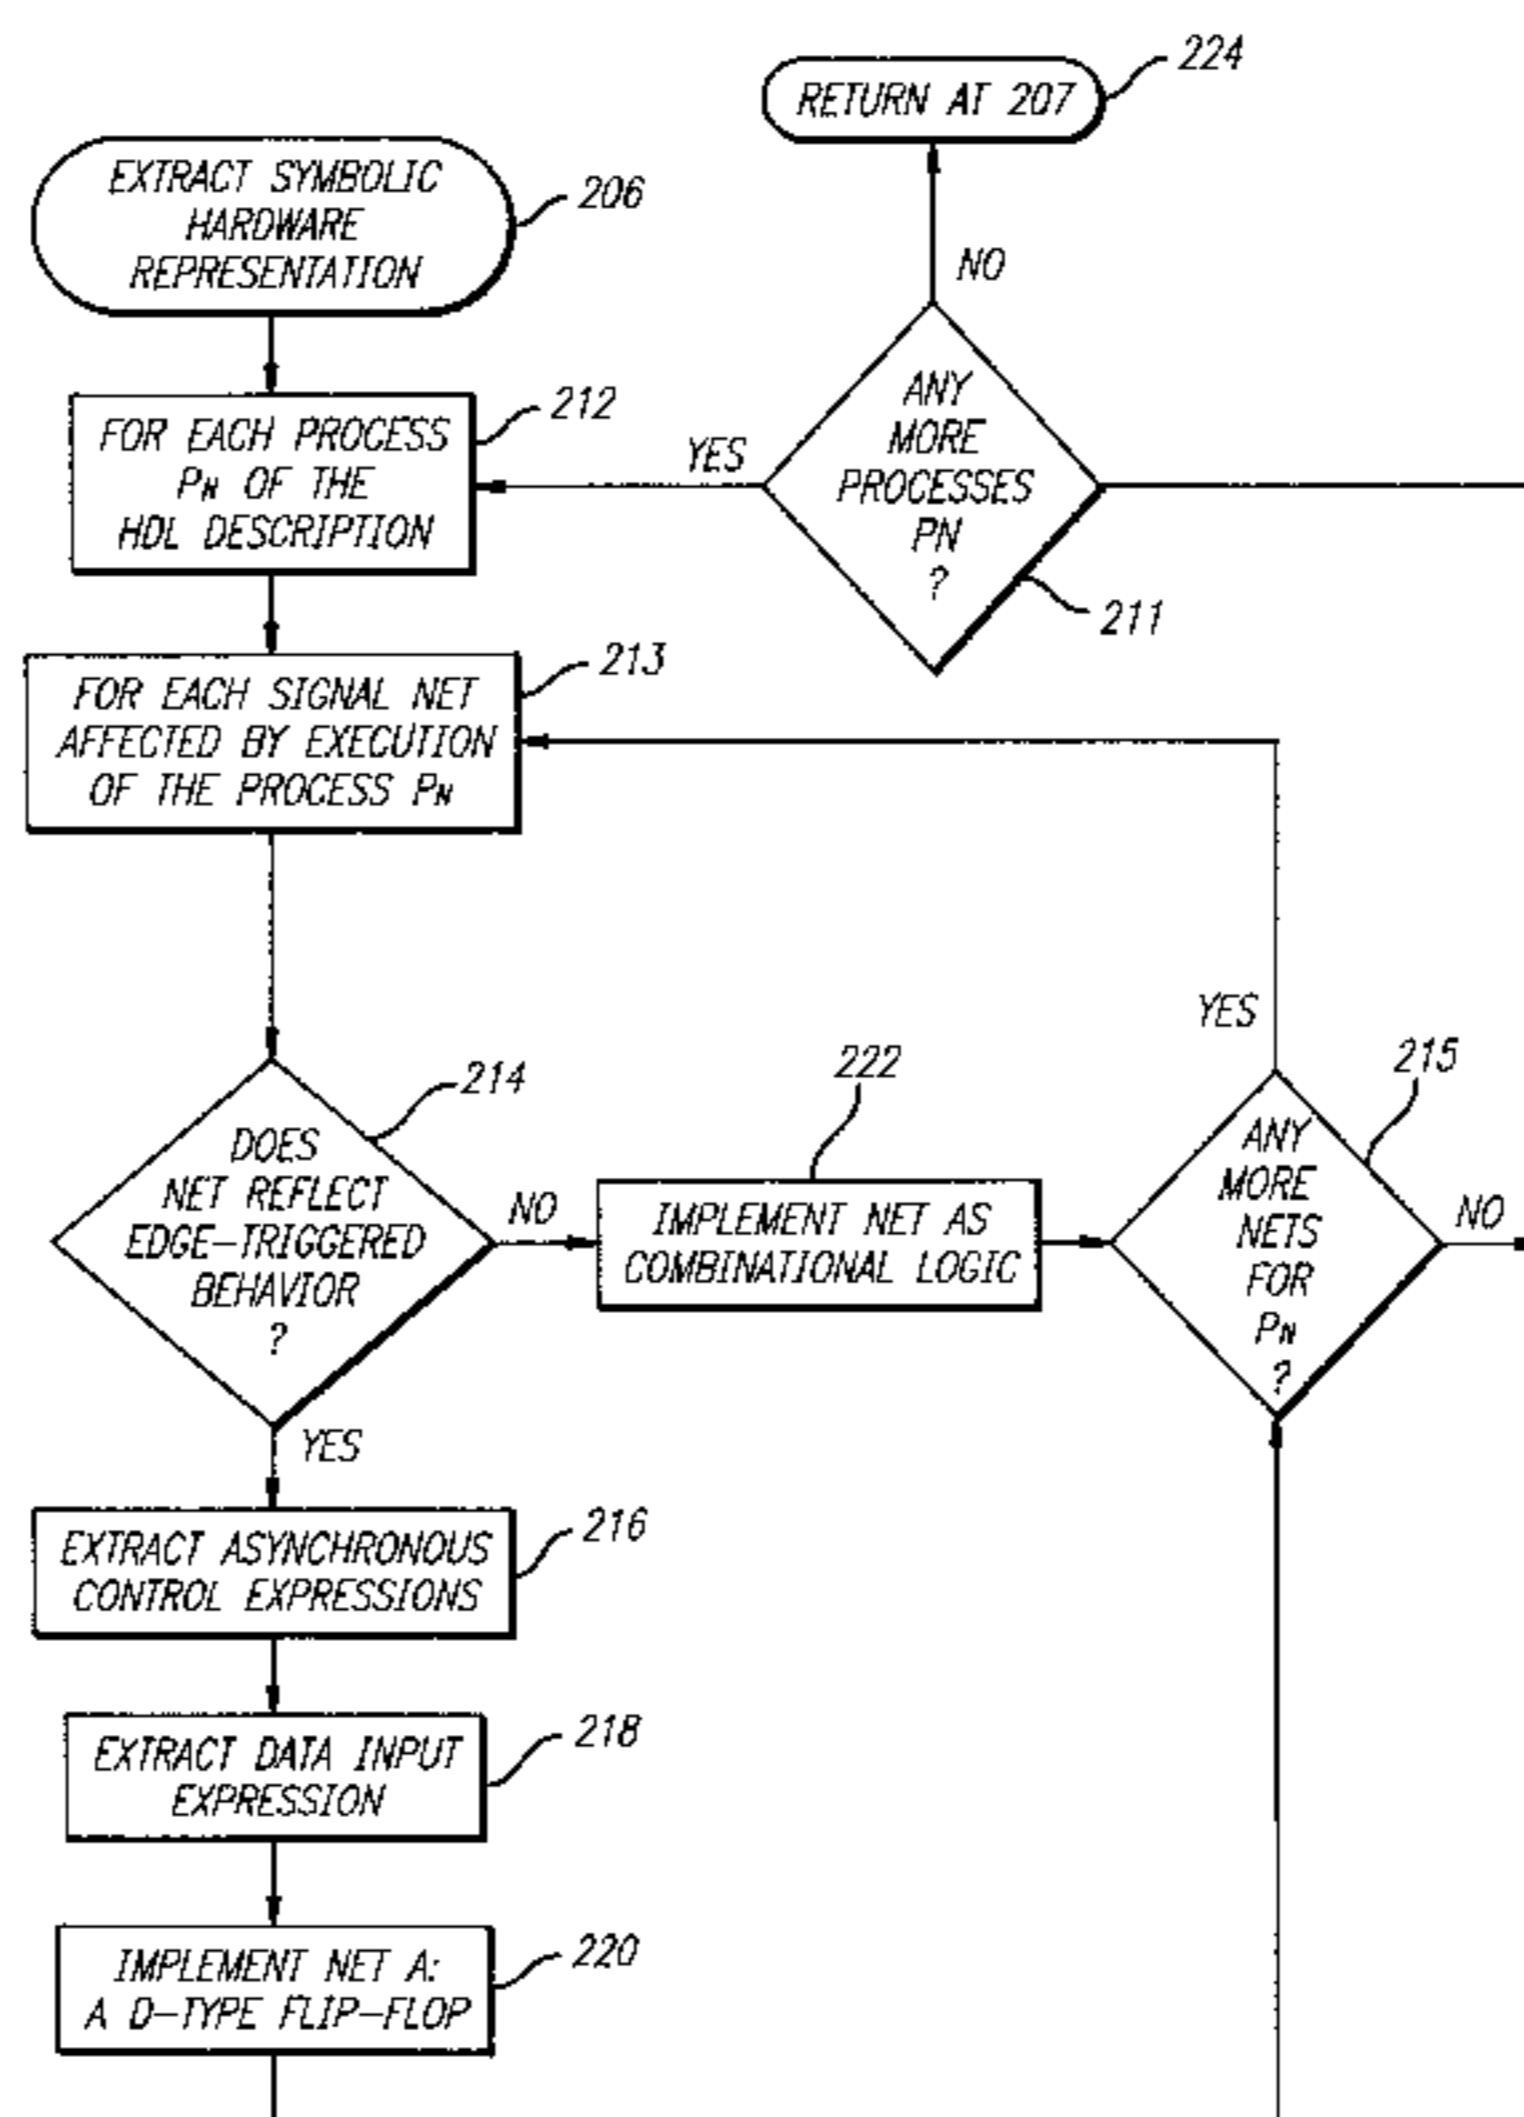 224
RETURN AT 207
EXTRACT SYMBOLIC
HARDWARE
REPRESENTATION
206
NO
212
FOR EACH PROCESS
PN OF THE
HDL DESCRIPTION
YES
ANY
MORE
PROCESSES
PN
?
211
213
FOR EACH SIGNAL NET
AFFECTED BY EXECUTION
OF THE PROCESS PN
YES
214
222
215
DOES
NET REFLECT
EDGE-TRIGGERED
BEHAVIOR
?
NO
IMPLEMENT NET AS
COMBINATIONAL LOGIC
ANY
MORE
NETS
FOR
PN
?
NO
YES
EXTRACT ASYNCHRONOUS
CONTROL EXPRESSIONS
216
EXTRACT DATA INPUT
EXPRESSION
218
IMPLEMENT NET A:
A D-TYPE FLIP-FLOP
220